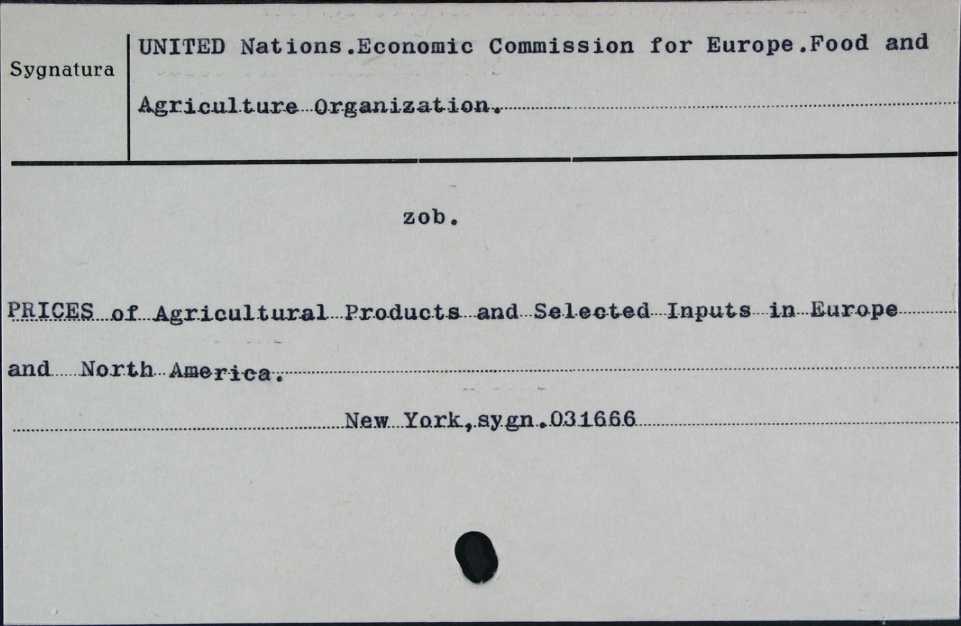 UNITED Nations.Economic Commission for Europe.Food and
Sygnatura
Agriculture Organization.
zob.
PRICES of Agricultural Products and Selected Inputs in Europe
and North America.
New York,sygn.031666